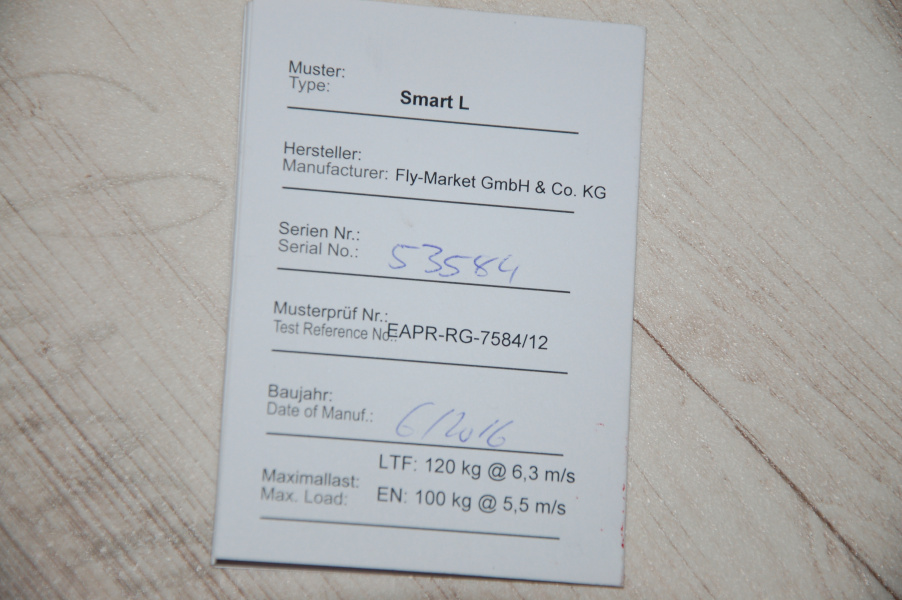 Muster:
Type: Smart L
Hersteller:
Manufacturer: Fly-Market GmbH & Co. KG
Serien Nr.:
Serial No.: 53584
Musterprüf Nr.:
Test Reference No.: EAPR-RG-7584/12
Baujahr:
Date of Manuf.: 6/2016
LTF: 120 kg @ 6,3 m/s
Maximallast:
Max. Load: EN: 100 kg @ 5,5 m/s